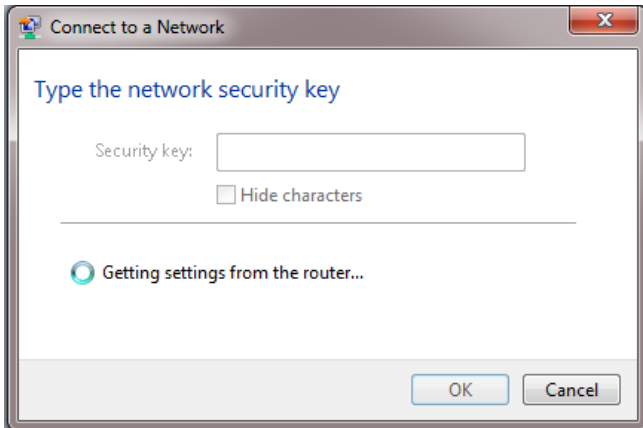 Connect to a Network
Type the network security key
Security key:
Hide characters
Getting settings from the router...
OK Cancel